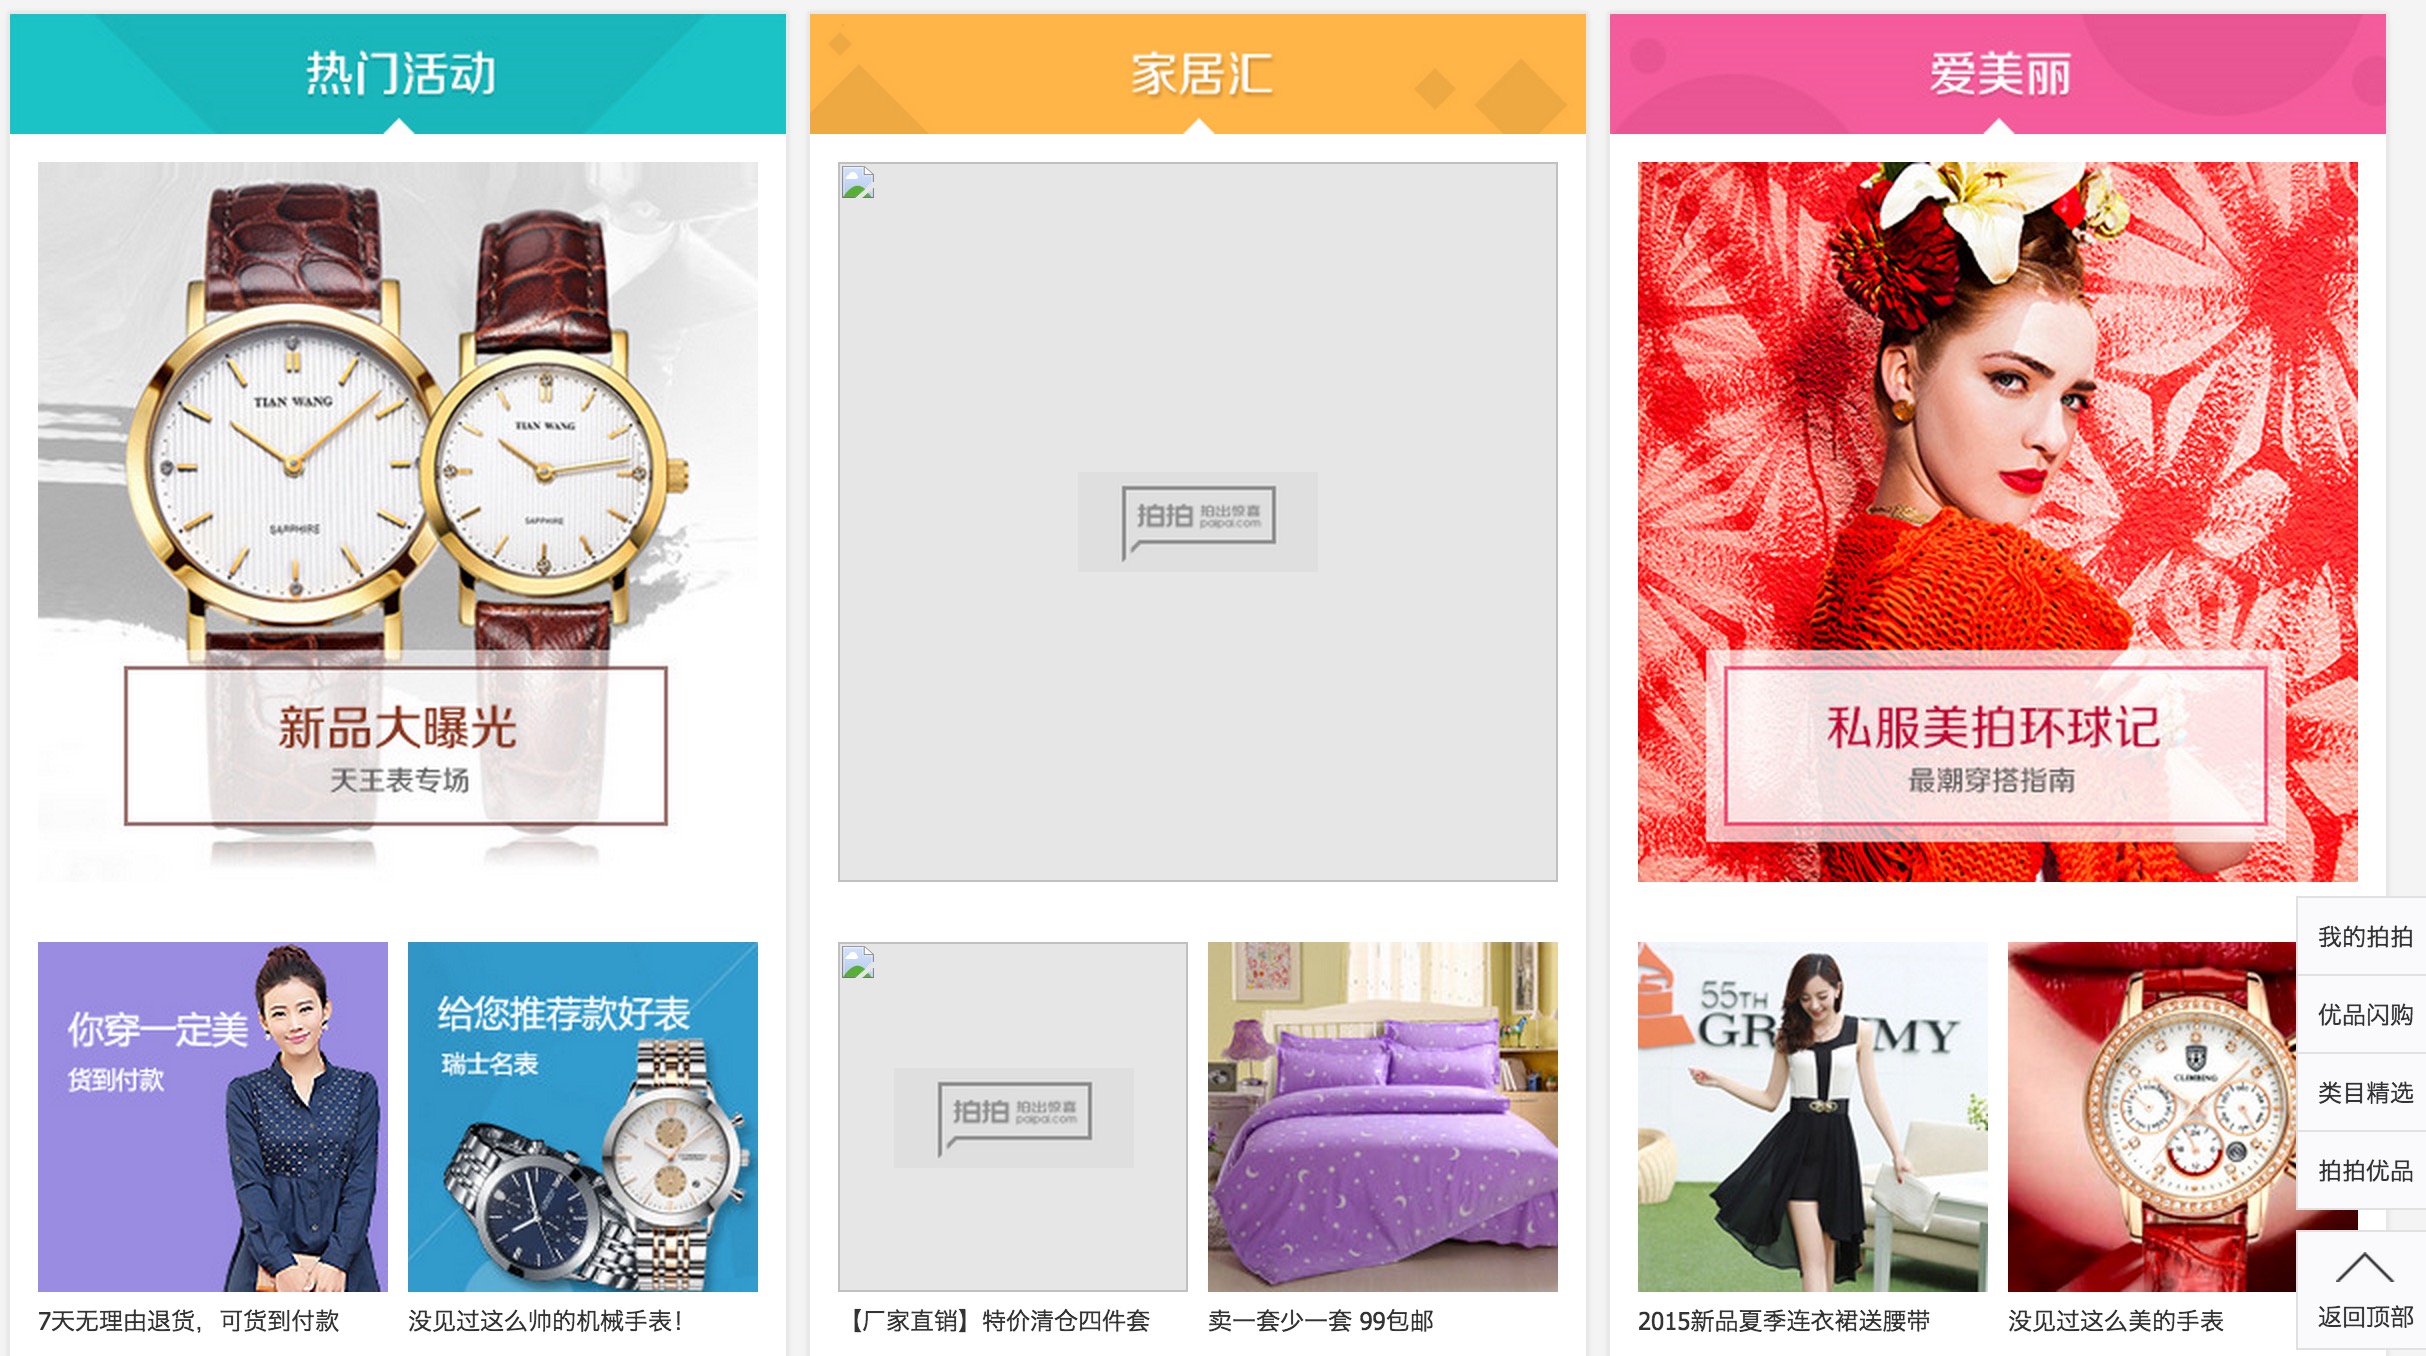 热门活动
TIAN WANG
SAPPHIRE
TIAN WANG
SAPPHIRE
新品大曝光
天王表专场
你穿一定美
货到付款
给您推荐款好表
瑞士名表
7天无理由退货，可货到付款
没见过这么帅的机械手表！
家居汇
拍拍 拍出惊喜
paipai.com
拍拍 拍出惊喜
paipai.com
【厂家直销】特价清仓四件套
卖一套少一套 99包邮
爱美丽
私服美拍环球记
最潮穿搭指南
55TH
CLIMBING
2015新品夏季连衣裙送腰带
没见过这么美的手表
我的拍拍
优品闪购
类目精选
拍拍优品
返回顶部